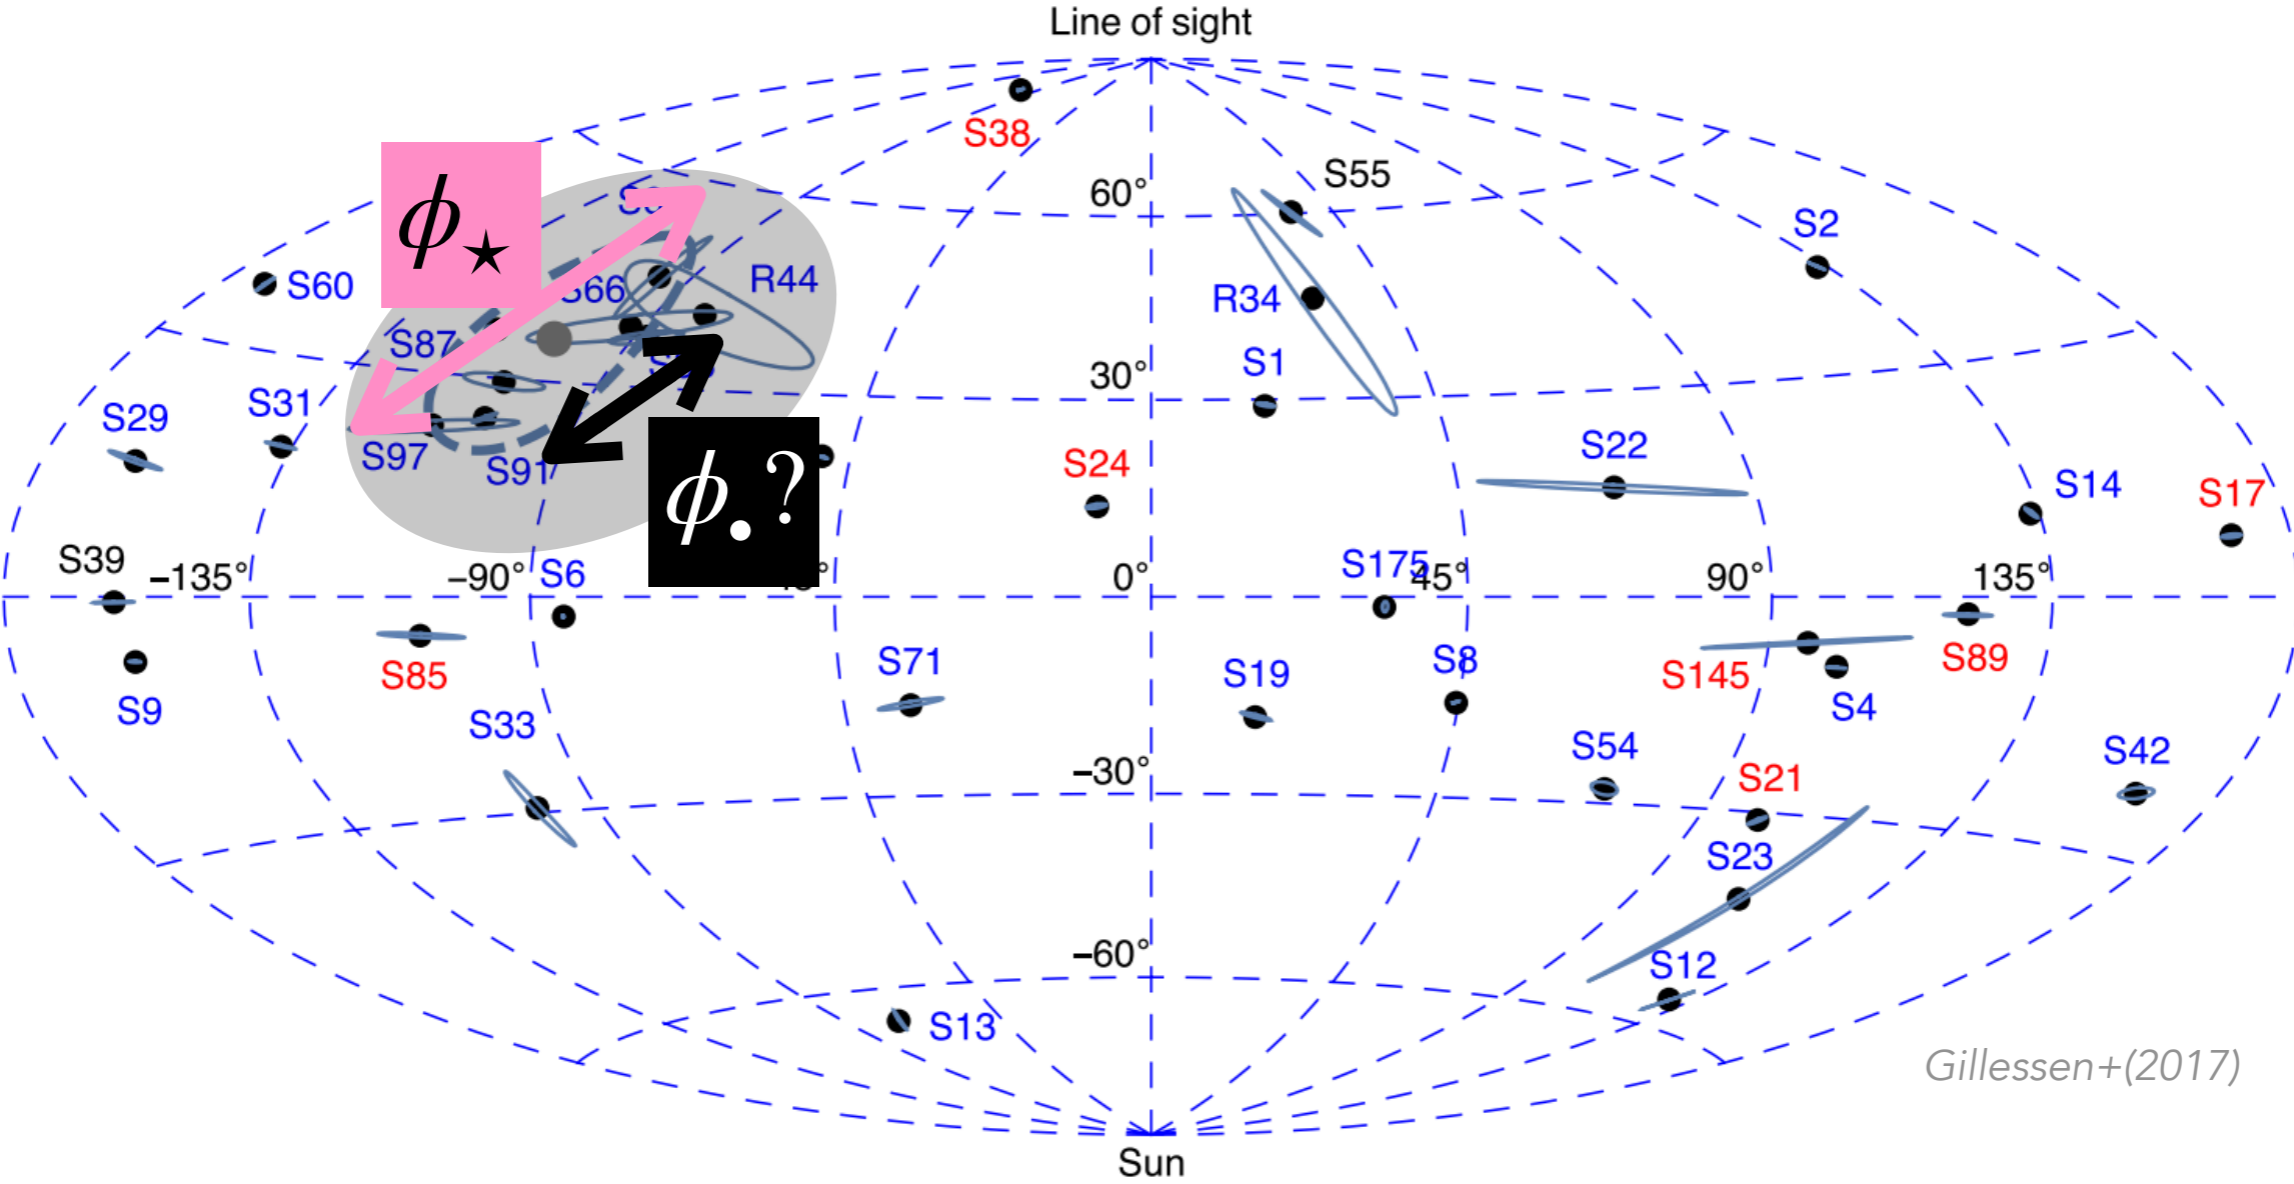 Line of sight
S38
S55
60°
S2
ϕ★
S60
S66
R44
R34
S87
S1
30°
S31
S29
S97
S91
S24
S22
S14
S17
ϕ•?
S39
−135°
−90°
S6
0°
S175
45°
90°
135°
S85
S9
S71
S19
S8
S145
S4
S89
S33
S54
S21
S42
−30°
S23
−60°
S12
S13
Gillessen+(2017)
Sun